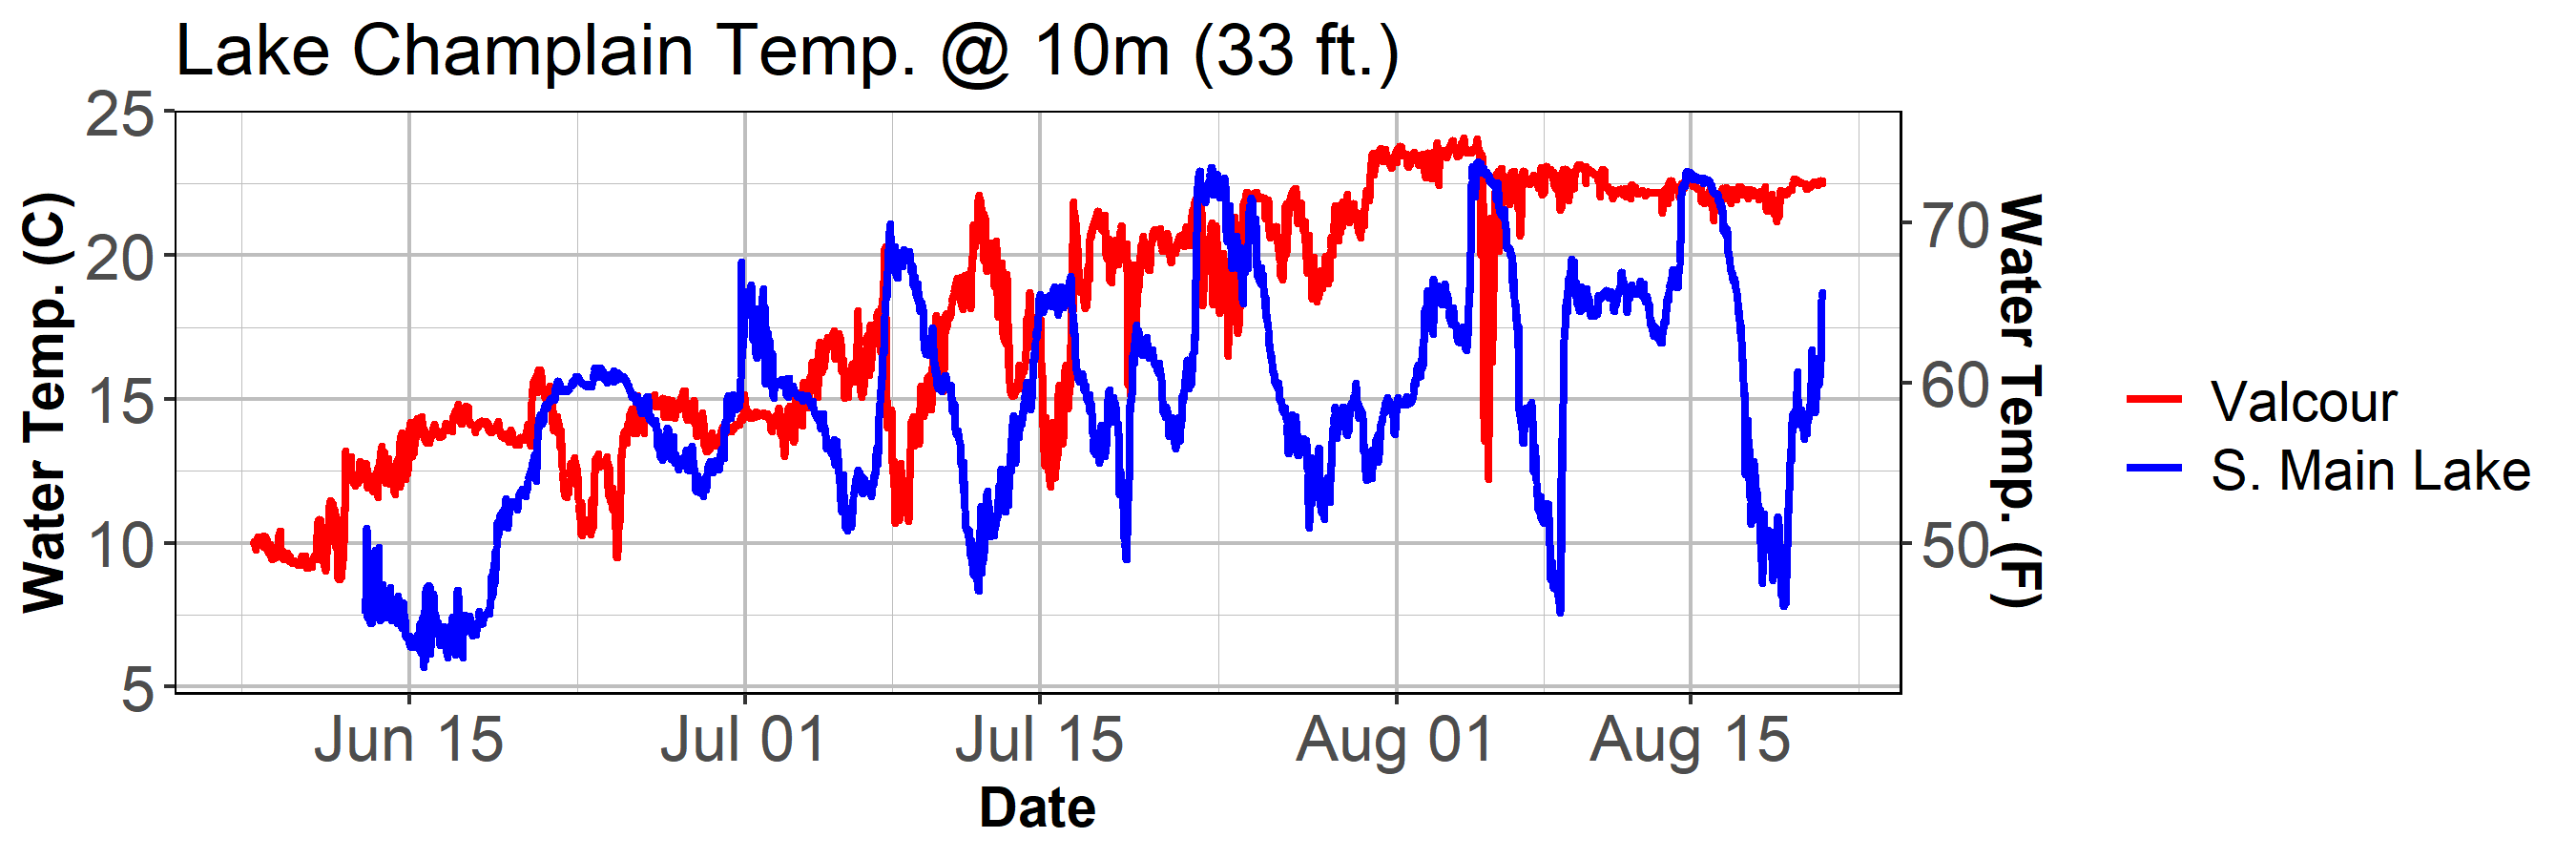 Lake Champlain Temp. @ 10m (33 ft.)
25
20
15
10
5
Water Temp. (C)
70
60
50
Water Temp. (F)
Jun 15
Jul 01
Jul 15
Aug 01
Aug 15
Date
Valcour
S. Main Lake